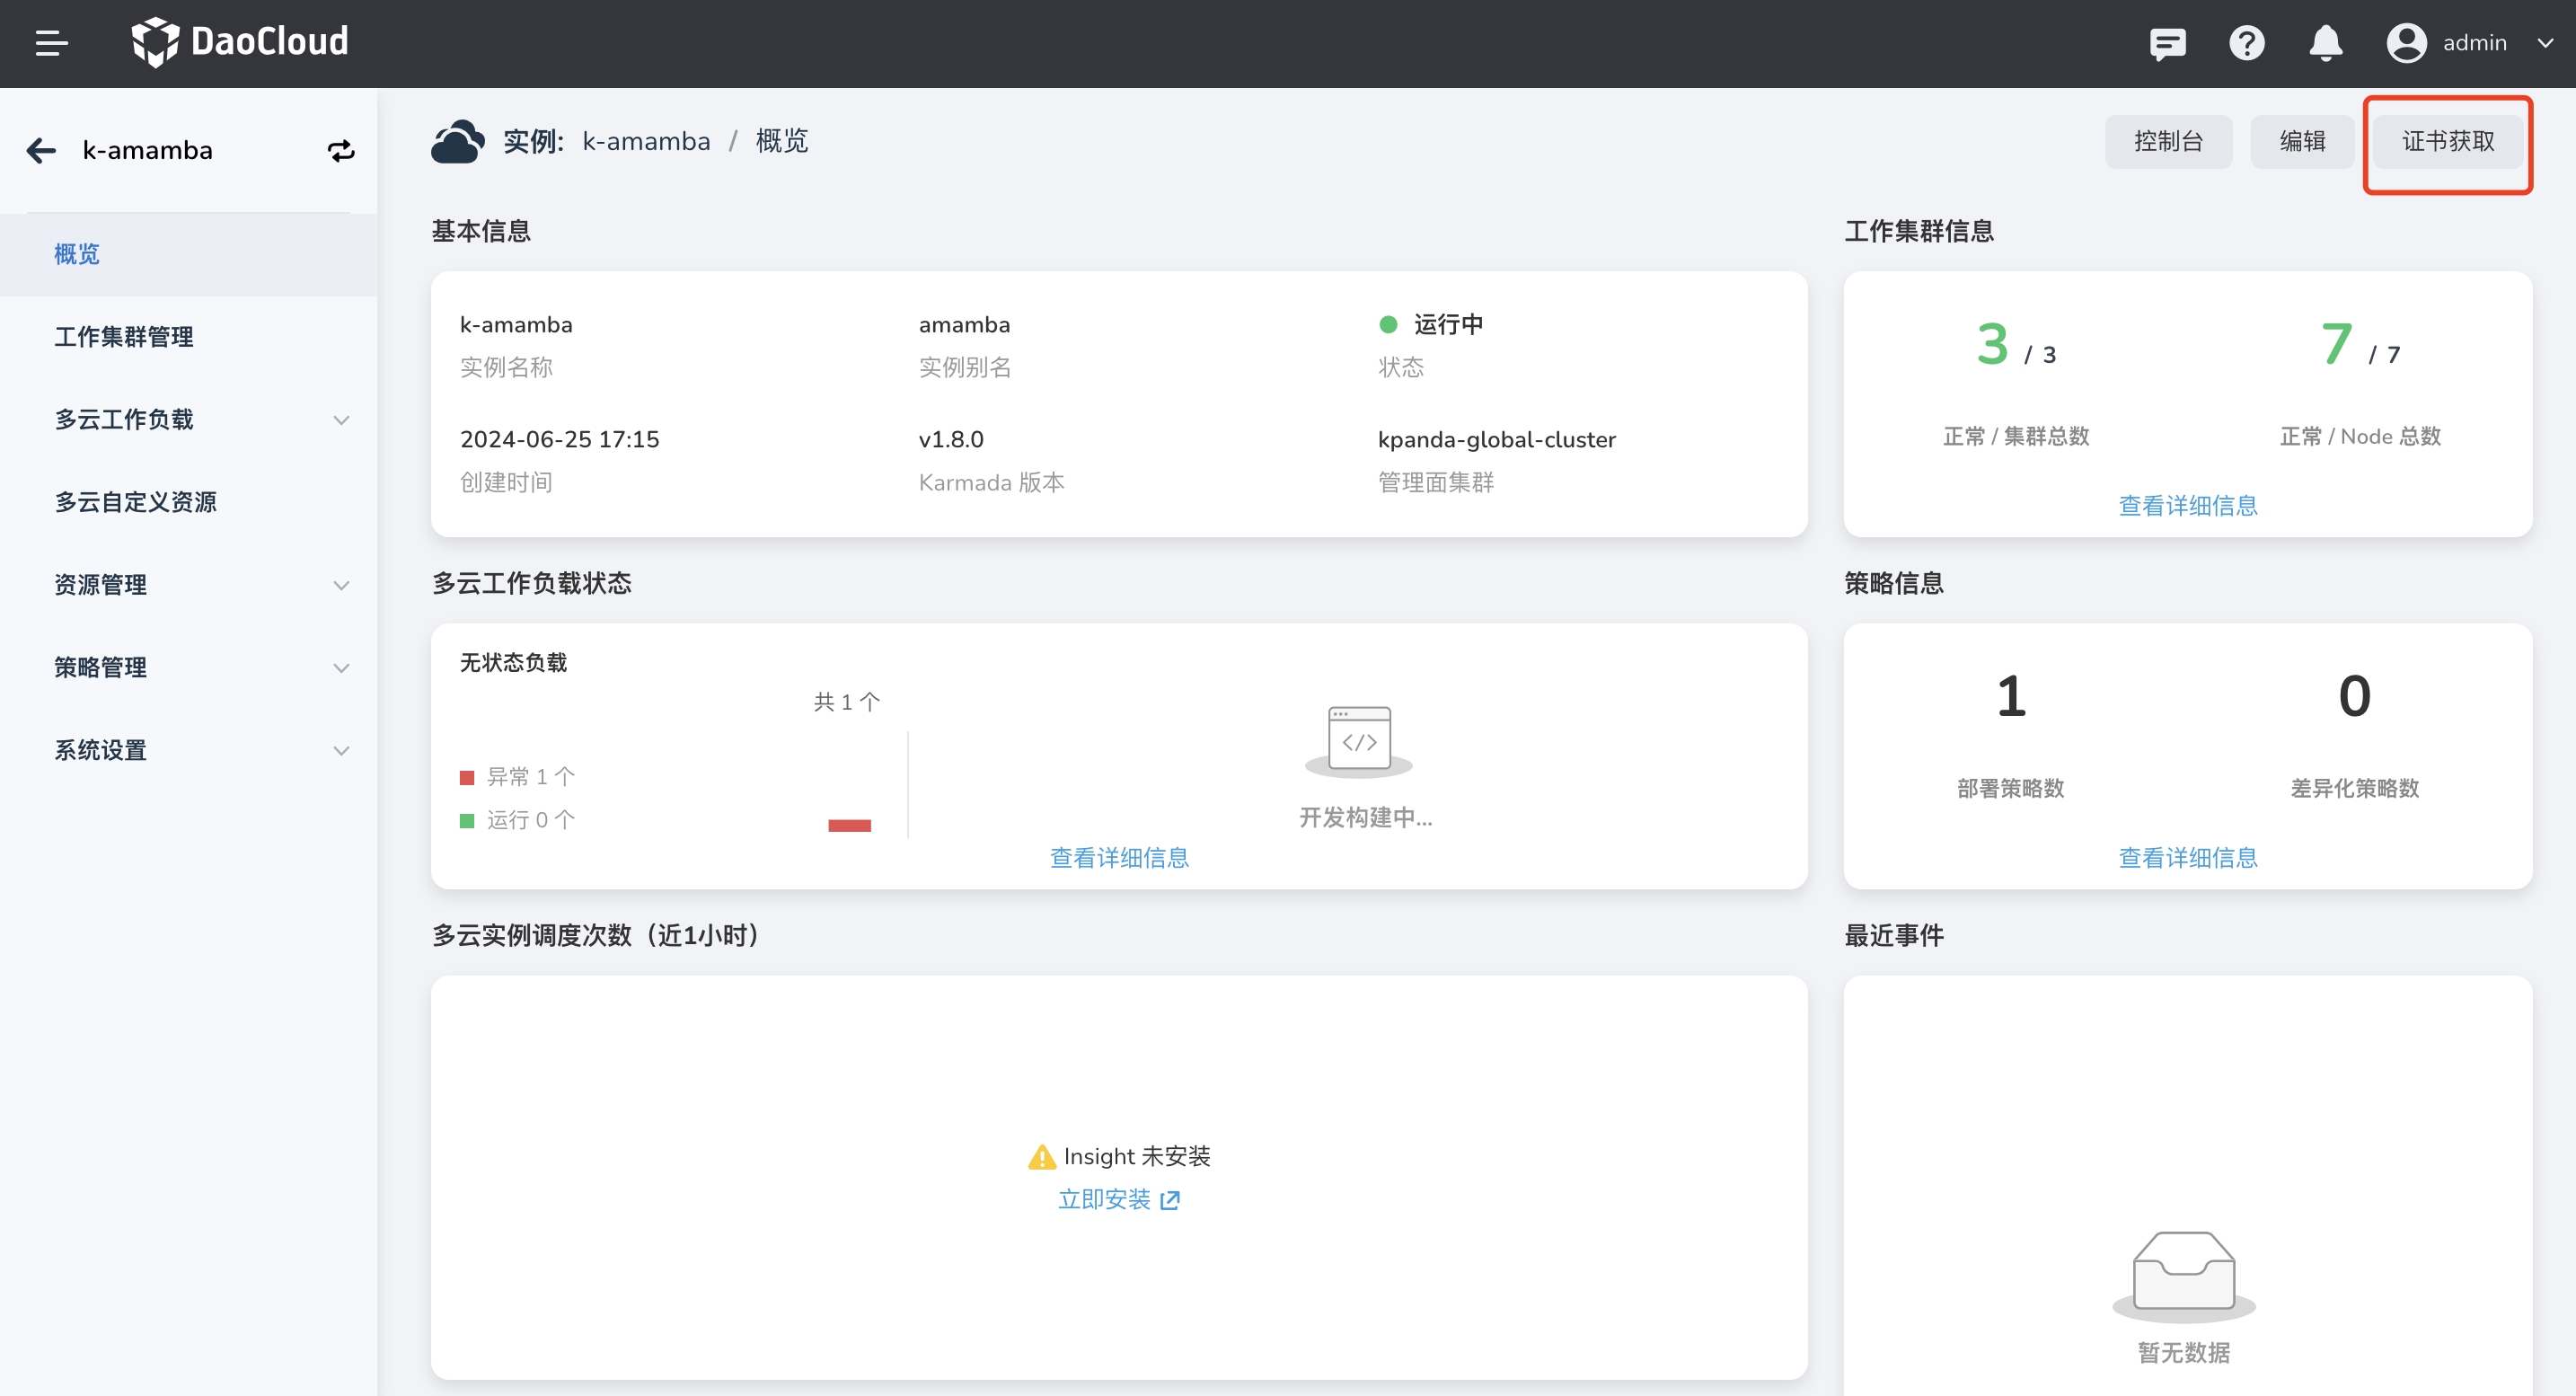 DaoCloud
admin
k-amamba
概览
工作集群管理
多云工作负载
多云自定义资源
资源管理
策略管理
系统设置
实例: k-amamba / 概览
控制台
编辑
证书获取
基本信息
k-amamba
实例名称
amamba
实例别名
运行中
状态
2024-06-25 17:15
创建时间
v1.8.0
Karmada 版本
kpanda-global-cluster
管理面集群
工作集群信息
3 / 3
正常 / 集群总数
7 / 7
正常 / Node 总数
查看详细信息
多云工作负载状态
无状态负载
共 1 个
异常 1 个
运行 0 个
</>
开发构建中...
查看详细信息
策略信息
1
部署策略数
0
差异化策略数
查看详细信息
多云实例调度次数（近1小时）
Insight 未安装
立即安装
最近事件
暂无数据